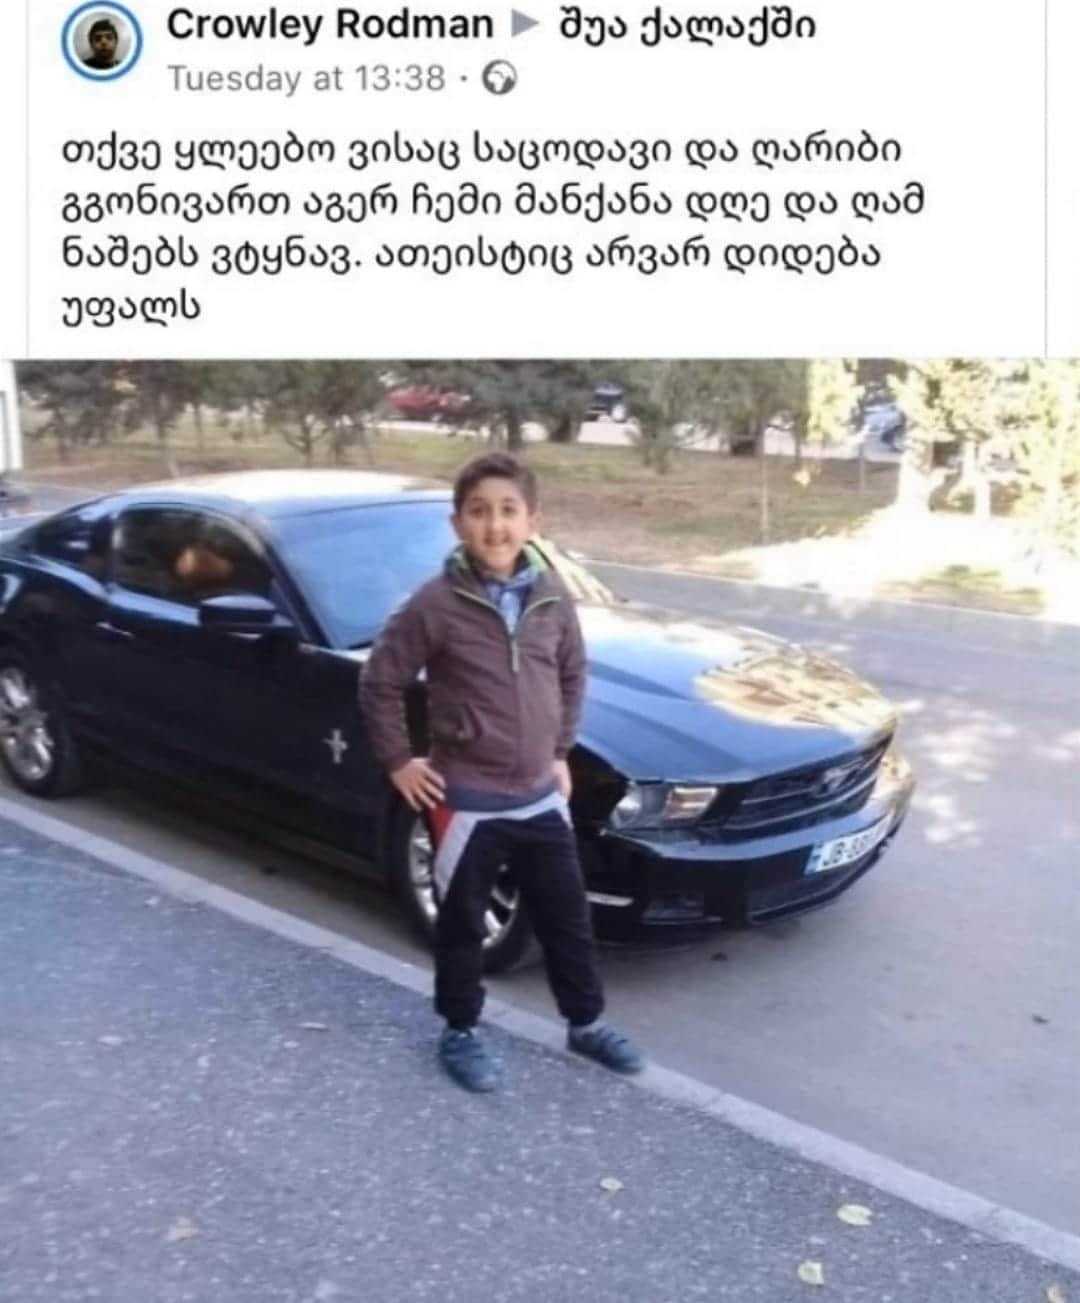 Crowley Rodman ▶ შუა ქალაქში
Tuesday at 13:38 ·
თქვე ყლეებო ვისაც საცოდავი და ღარიბი
გგონივართ აგერ ჩემი მანქანა დღე და ღამ
ნაშებს ვტყნავ. ათეისტიც არვარ დიდება
უფალს